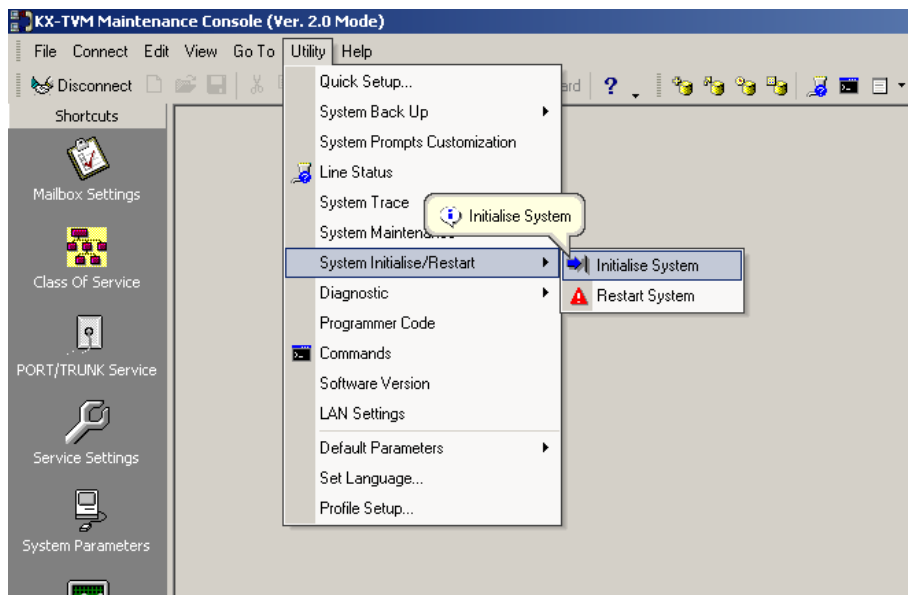 KX-TVM Maintenance Console (Ver. 2.0 Mode)
File Connect Edit View Go To Utility Help
Disconnect
Shortcuts
Mailbox Settings
Class Of Service
PORT/TRUNK Service
Service Settings
System Parameters
Quick Setup...
System Back Up
System Prompts Customization
Line Status
System Trace
System Maintenance
System Initialise/Restart
Diagnostic
Programmer Code
Commands
Software Version
LAN Settings
Default Parameters
Set Language...
Profile Setup...
Initialise System
Initialise System
Restart System